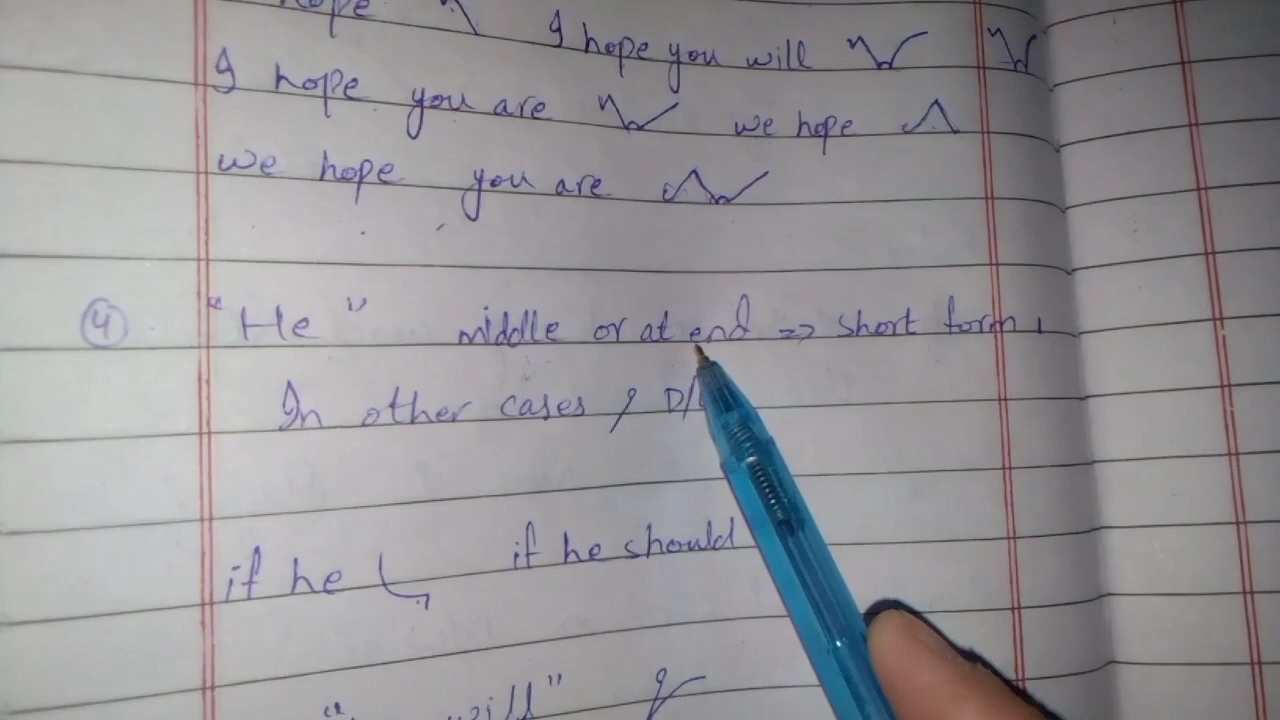 hope I hope you will
I hope you are we hope
we hope you are
4 "He" middle or at end => short form.
In other cases, D/
if he if he should
will"